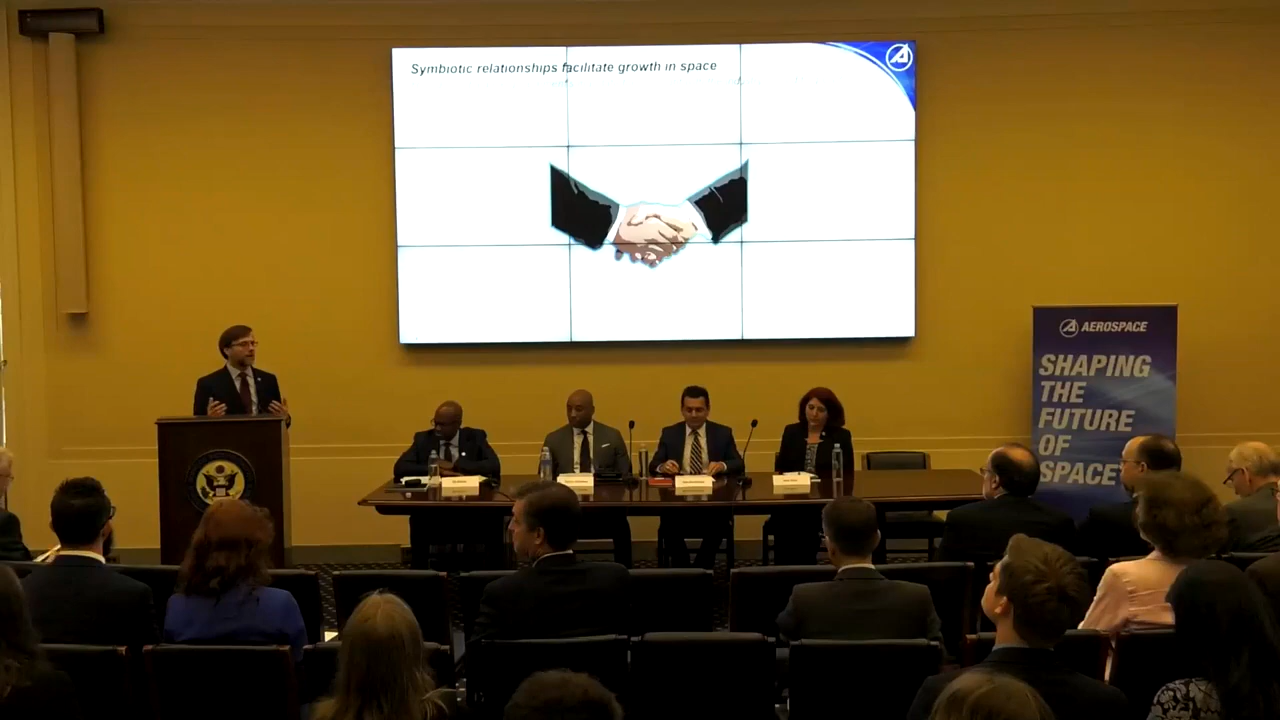 Symbiotic relationships facilitate growth in space
AEROSPACE
SHAPING
THE
FUTURE
OF
SPACE